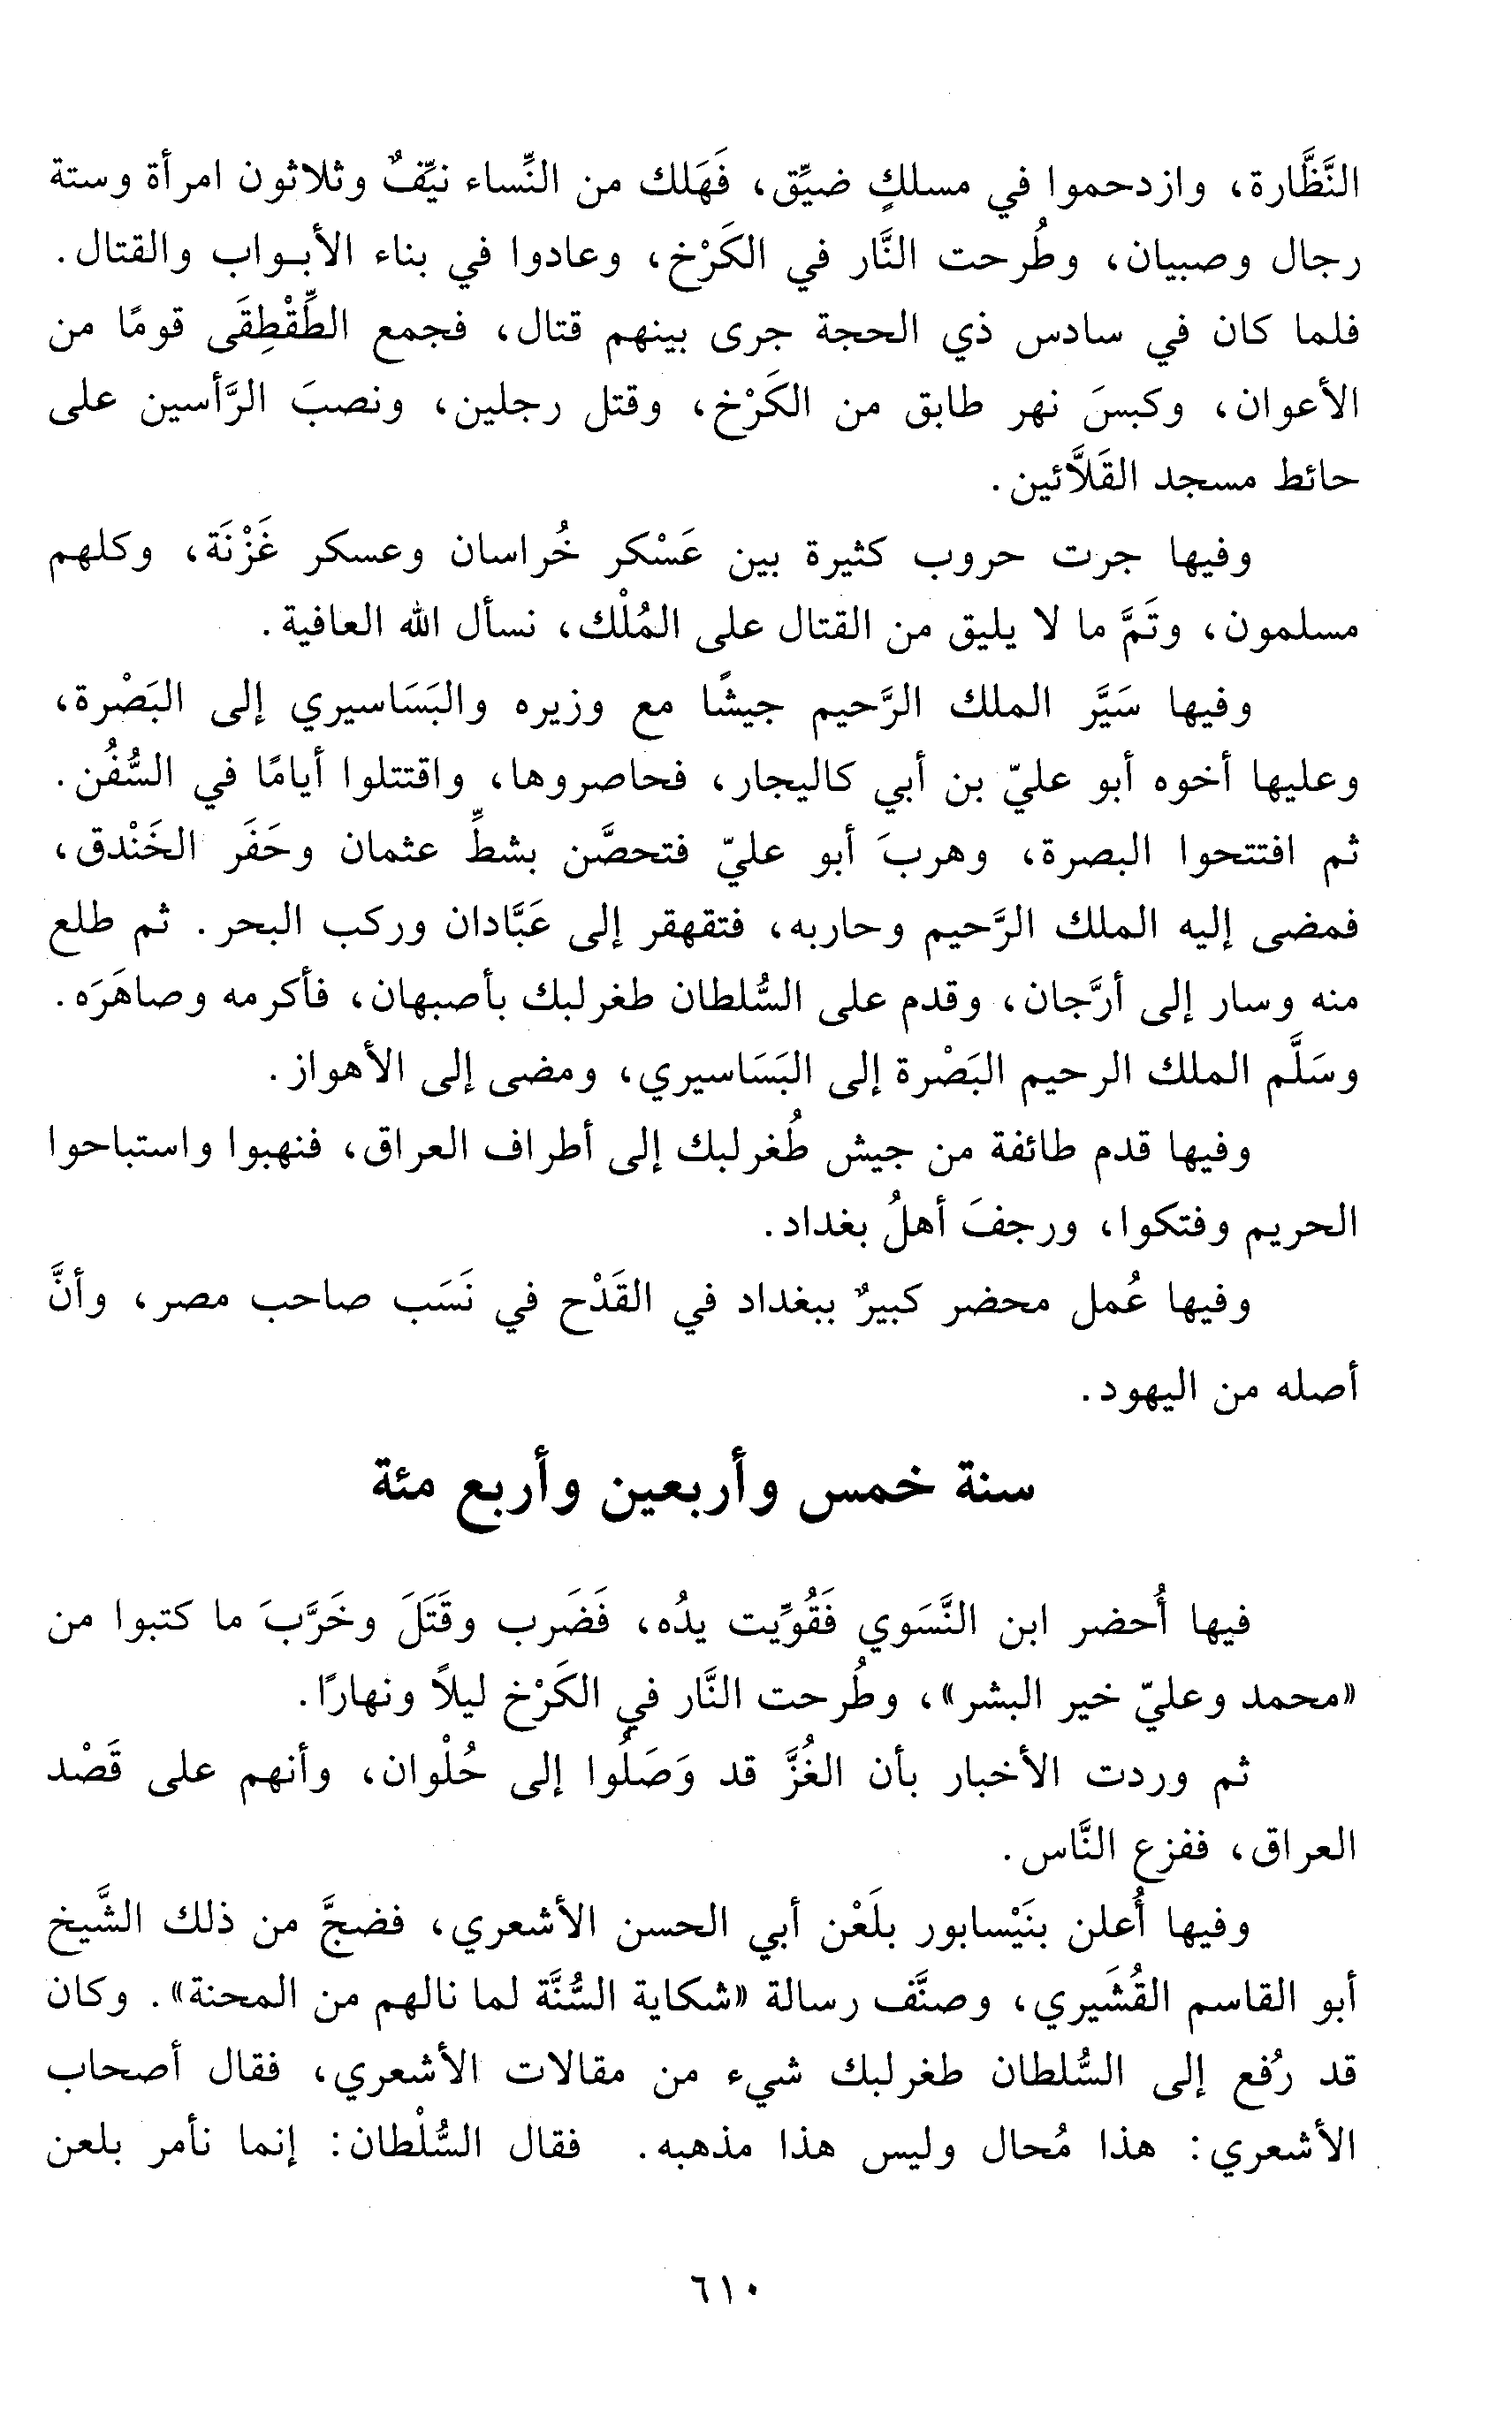 النَّظَّارة، وازدحموا في مسلكٍ ضيِّق، فَهَلك من النِّساء نيِّفٌ وثلاثون امرأة وستة
رجال وصبيان، وطُرحت النَّار في الكَرْخ، وعادوا في بناء الأبـواب والقتال.
فلما كان في سادس ذي الحجة جرى بينهم قتال، فجمع الطِّقْطِقَى قومًا من
الأعوان، وكبسَ نهر طابق من الكَرْخ، وقتل رجلين، ونصبَ الرَّأسين على
حائط مسجد القَلاَّئين.
وفيها جرت حروب كثيرة بين عَسْكر خُراسان وعسكر غَزْنَة، وكلهم
مسلمون، وتَمَّ ما لا يليق من القتال على المُلْك، نسأل الله العافية.
وفيها سَيَّر الملك الرَّحيم جيشًا مع وزيره والبَسَاسيري إلى البَصْرة،
وعليها أخوه أبو عليّ بن أبي كاليجار، فحاصروها، واقتتلوا أيامًا في السُّفُن.
ثم افتتحوا البصرة، وهربَ أبو عليّ فتحصَّن بشطِّ عثمان وحَفَر الخَنْدق،
فمضى إليه الملك الرَّحيم وحاربه، فتقهقر إلى عَبَّادان وركب البحر. ثم طلع
منه وسار إلى أرَّجان، وقدم على السُّلطان طغرلبك بأصبهان، فأكرمه وصاهَرَه.
وسَلَّم الملك الرحيم البَصْرة إلى البَسَاسيري، ومضى إلى الأهواز.
وفيها قدم طائفة من جيش طُغرلبك إلى أطراف العراق، فنهبوا واستباحوا
الحريم وفتكوا، ورجفَ أهلُ بغداد.
وفيها عُمل محضر كبيرٌ ببغداد في القَدْح في نَسَب صاحب مصر، وأنَّ
أصله من اليهود.
سنة خمس وأربعين وأربع مئة
فيها أُحضر ابن النَّسَوي فَقُوِّيت يدُه، فَضَرب وقَتَلَ وخَرَّبَ ما كتبوا من
«محمد وعليّ خير البشر»، وطُرحت النَّار في الكَرْخ ليلاً ونهارًا.
ثم وردت الأخبار بأن الغُزَّ قد وَصَلُوا إلى حُلْوان، وأنهم على قَصْد
العراق، ففزع النَّاس.
وفيها أُعلن بنَيْسابور بلَعْن أبي الحسن الأشعري، فضجَّ من ذلك الشَّيخ
أبو القاسم القُشَيري، وصنَّف رسالة «شكاية السُّنَّة لما نالهم من المحنة». وكان
قد رُفع إلى السُّلطان طغرلبك شيء من مقالات الأشعري، فقال أصحاب
الأشعري: هذا مُحال وليس هذا مذهبه. فقال السُّلْطان: إنما نأمر بلعن
٦١٠